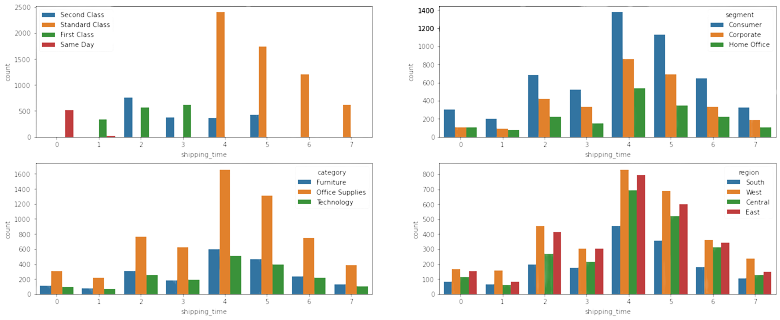 2500
2000
1500
1000
500
0
count
Second Class
Standard Class
First Class
Same Day
0 1 2 3 4 5 6 7
shipping_time
1400
1200
1000
800
600
400
200
0
count
segment
Consumer
Corporate
Home Office
0 1 2 3 4 5 6 7
shipping_time
1600
1400
1200
1000
800
600
400
200
0
count
category
Furniture
Office Supplies
Technology
0 1 2 3 4 5 6 7
shipping_time
800
700
600
500
400
300
200
100
0
count
region
South
West
Central
East
0 1 2 3 4 5 6 7
shipping_time